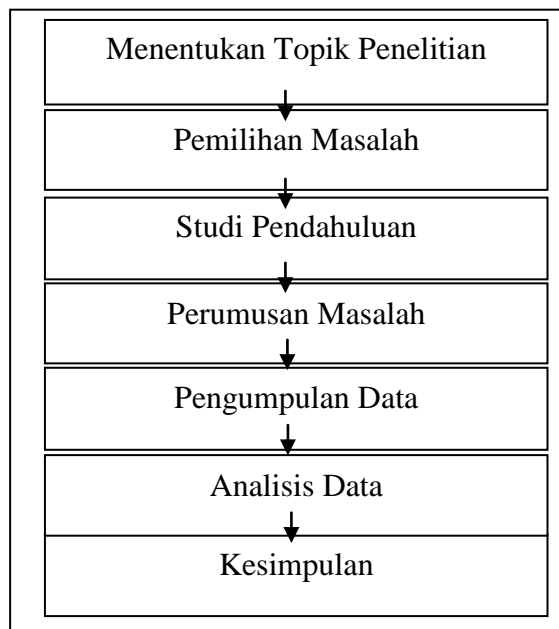 Menentukan Topik Penelitian
Pemilihan Masalah
Studi Pendahuluan
Perumusan Masalah
Pengumpulan Data
Analisis Data
Kesimpulan